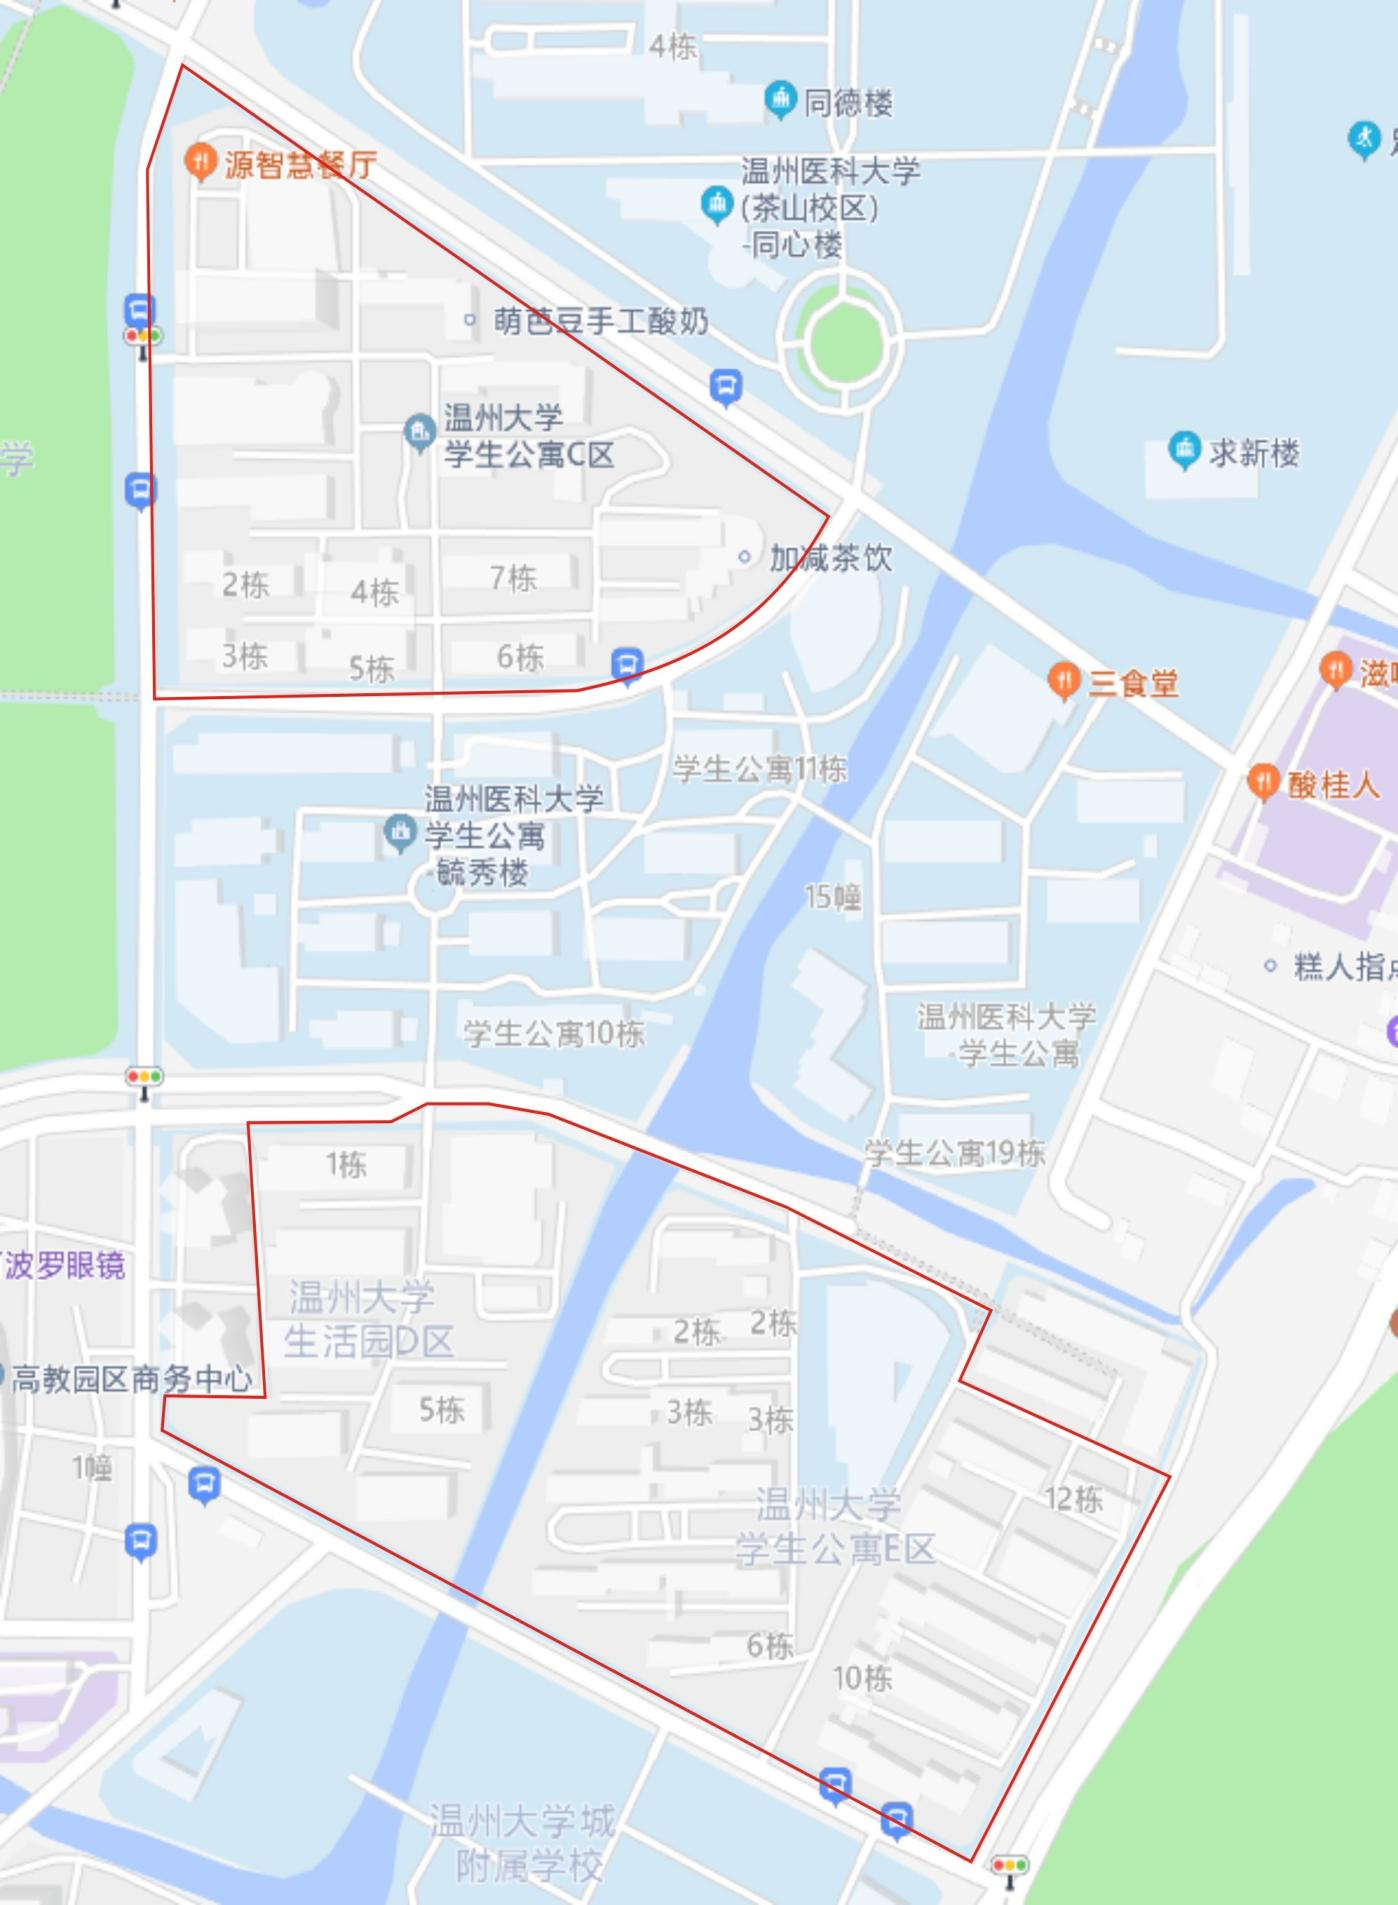 4栋
同德楼
源智慧餐厅
温州医科大学
(茶山校区)
-同心楼
萌芭豆手工酸奶
温州大学
学生公寓C区
学
求新楼
加减茶饮
2栋
4栋
7栋
3栋
5栋
6栋
三食堂
学生公寓11栋
酸桂人
温州医科大学
学生公寓
-毓秀楼
15幢
糕人指
学生公寓10栋
温州医科大学
-学生公寓
1栋
学生公寓19栋
波罗眼镜
温州大学
生活园D区
2栋
2栋
高教园区商务中心
5栋
3栋
3栋
1幢
12栋
温州大学
学生公寓E区
6栋
10栋
温州大学城
附属学校